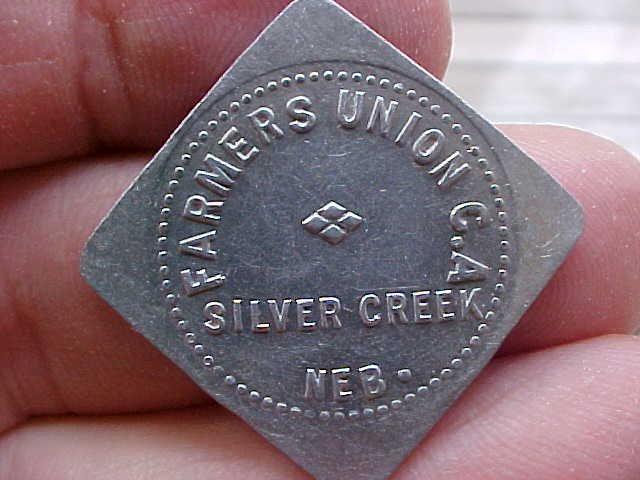 FARMERS UNION C.A
SILVER CREEK,
NEB.